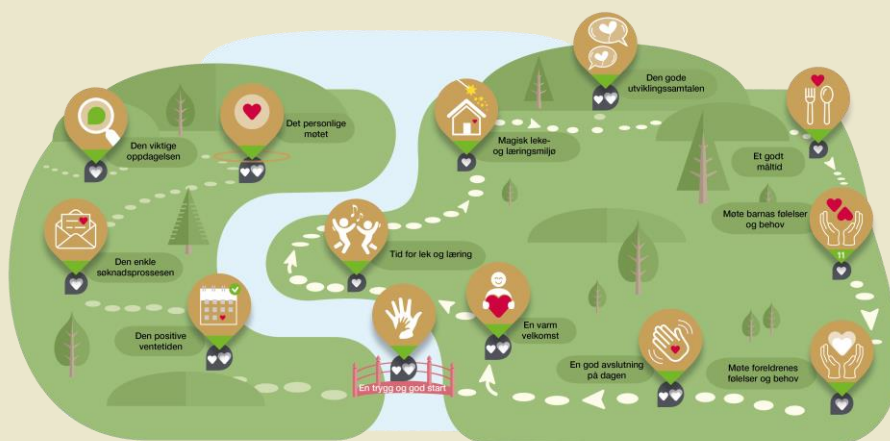 Den viktige
oppdagelsen
Det personlige
møtet
Den enkle
søknadsprossesen
Den positive
ventetiden
En trygg og god start
En varm
velkomst
Tid for lek og læring
Magisk leke-
og læringsmiljø
Den gode
utviklingssamtalen
Et godt
måltid
Møte barnas følelser
og behov
11
Møte foreldrenes
følelser og behov
En god avslutning
på dagen